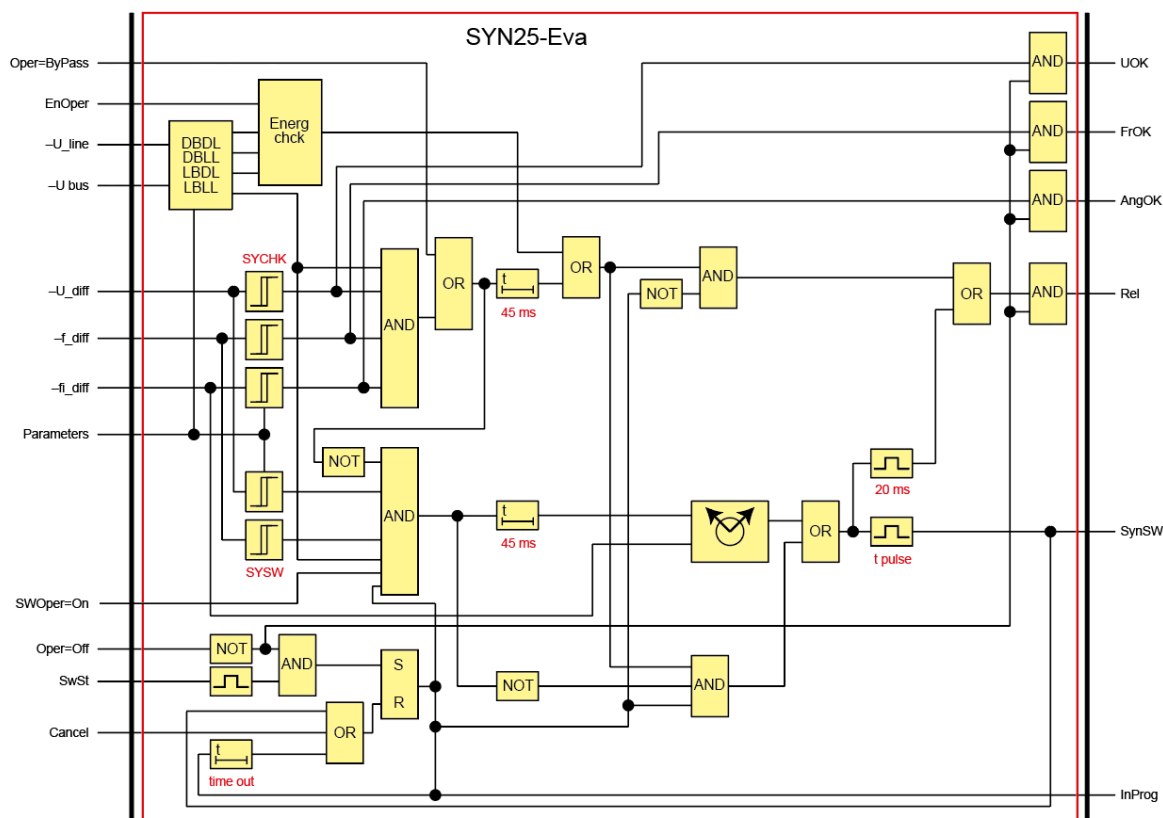 SYN25-Eva
Oper=ByPass
EnOper
–U_line
–U bus
–U_diff
–f_diff
–fi_diff
Parameters
SWOper=On
Oper=Off
SwSt
Cancel
DBDL
DBLL
LBDL
LBLL
Energ
chck
SYCHK
SYSW
AND
OR
t
45 ms
OR
NOT
AND
OR
AND
AND
AND
AND
UOK
FrOK
AngOK
Rel
NOT
AND
t
45 ms
OR
20 ms
t pulse
SynSW
NOT
AND
S
R
NOT
AND
OR
t
time out
InProg